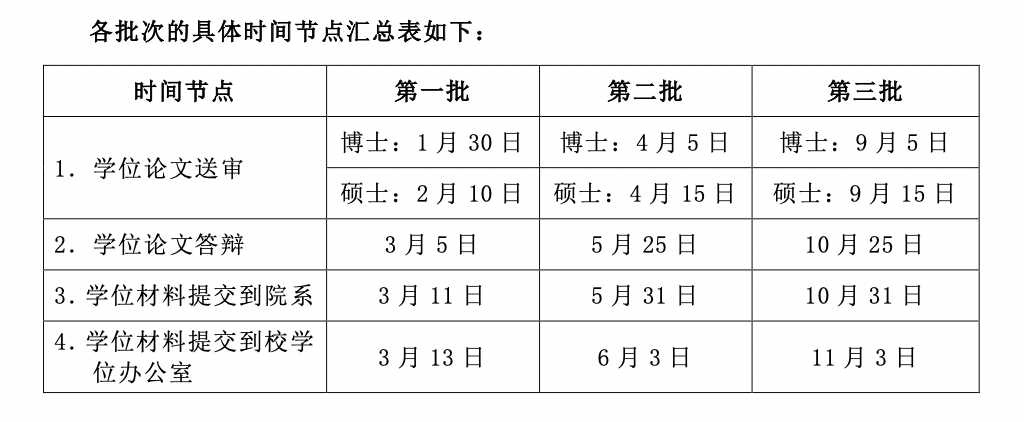 各批次的具体时间节点汇总表如下：
时间节点 第一批 第二批 第三批
1. 学位论文送审
博士：1 月 30 日 博士：4 月 5 日 博士：9 月 5 日
硕士：2 月 10 日 硕士：4 月 15 日 硕士：9 月 15 日
2. 学位论文答辩 3 月 5 日 5 月 25 日 10 月 25 日
3. 学位材料提交到院系 3 月 11 日 5 月 31 日 10 月 31 日
4. 学位材料提交到校学
位办公室
3 月 13 日 6 月 3 日 11 月 3 日